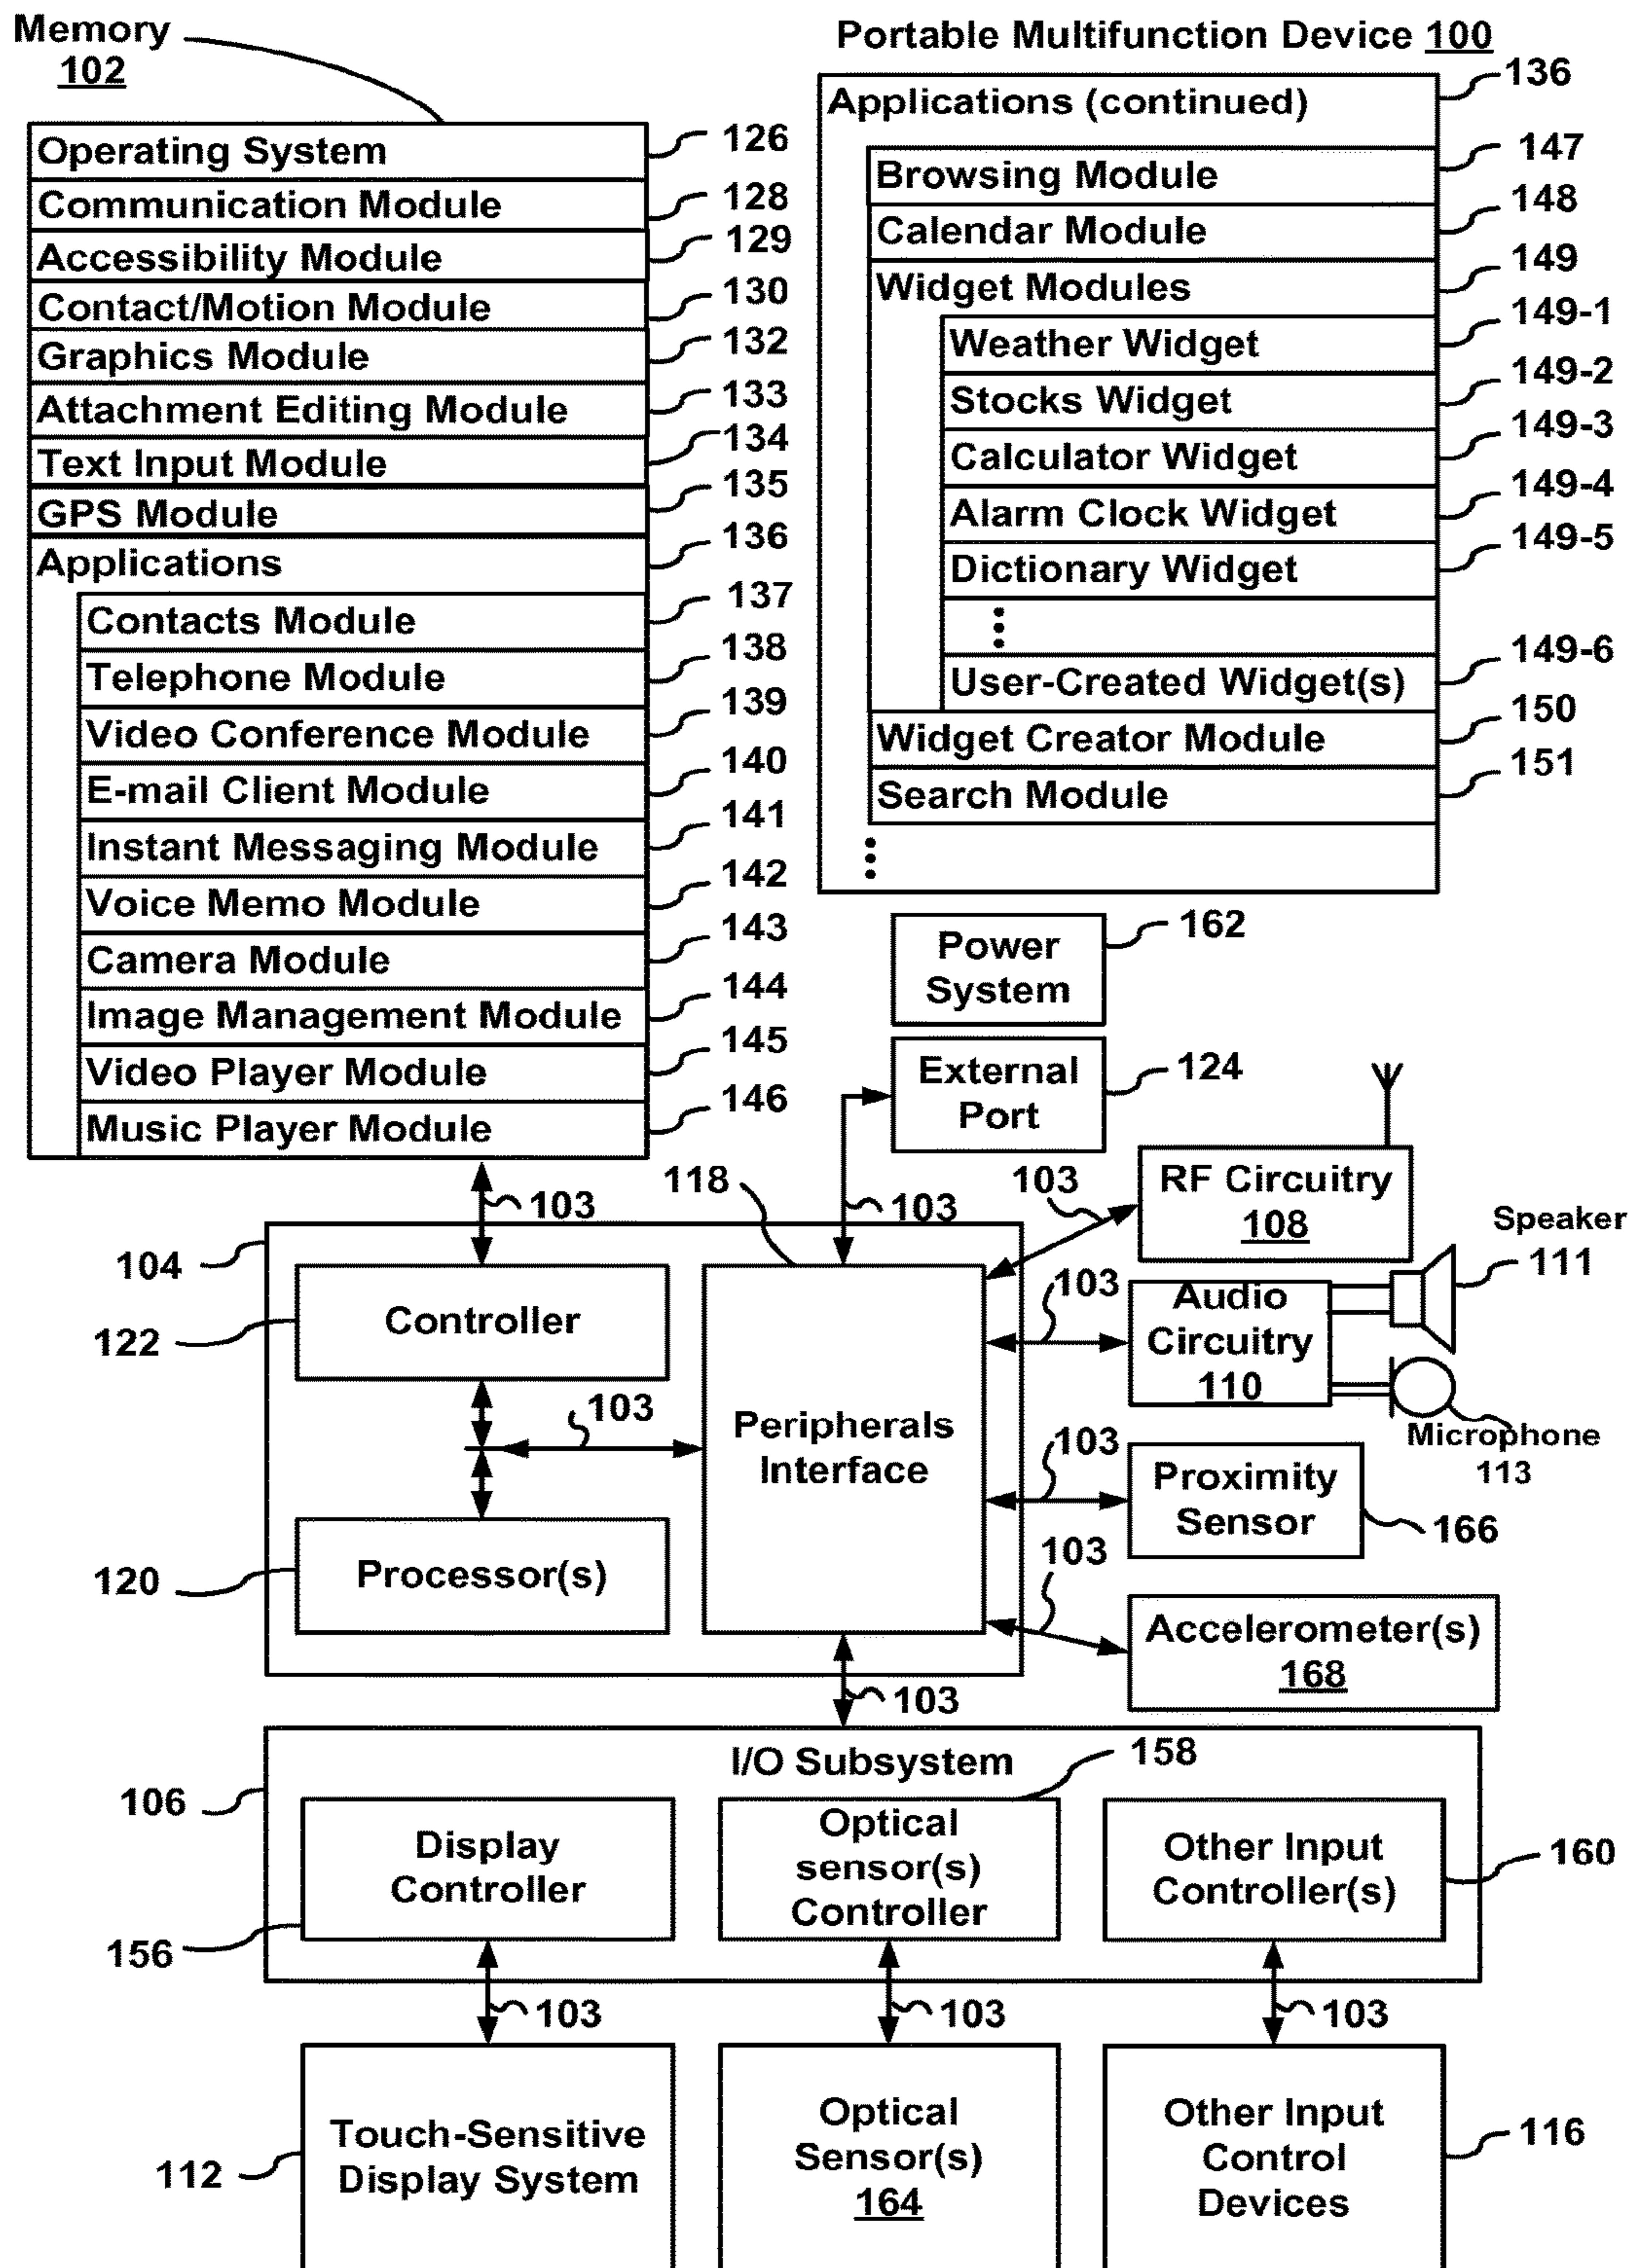 Memory
102
Operating System
126
Communication Module
128
Accessibility Module
129
Contact/Motion Module
130
Graphics Module
132
Attachment Editing Module
133
Text Input Module
134
GPS Module
135
Applications
136
Contacts Module
137
Telephone Module
138
Video Conference Module
139
E-mail Client Module
140
Instant Messaging Module
141
Voice Memo Module
142
Camera Module
143
Image Management Module
144
Video Player Module
145
Music Player Module
146
Portable Multifunction Device 100
Applications (continued)
136
Browsing Module
147
Calendar Module
148
Widget Modules
149
Weather Widget
149-1
Stocks Widget
149-2
Calculator Widget
149-3
Alarm Clock Widget
149-4
Dictionary Widget
149-5
User-Created Widget(s)
149-6
Widget Creator Module
150
Search Module
151
Power
System
162
External
Port
124
103
118
103
103
RF Circuitry
108
Speaker
111
104
Controller
122
103
Audio
Circuitry
110
Microphone
113
103
Peripherals
Interface
103
Proximity
Sensor
166
Processor(s)
120
103
Accelerometer(s)
168
103
I/O Subsystem
106
158
Display
Controller
156
Optical
sensor(s)
Controller
Other Input
Controller(s)
160
103
103
103
Touch-Sensitive
Display System
112
Optical
Sensor(s)
164
Other Input
Control
Devices
116